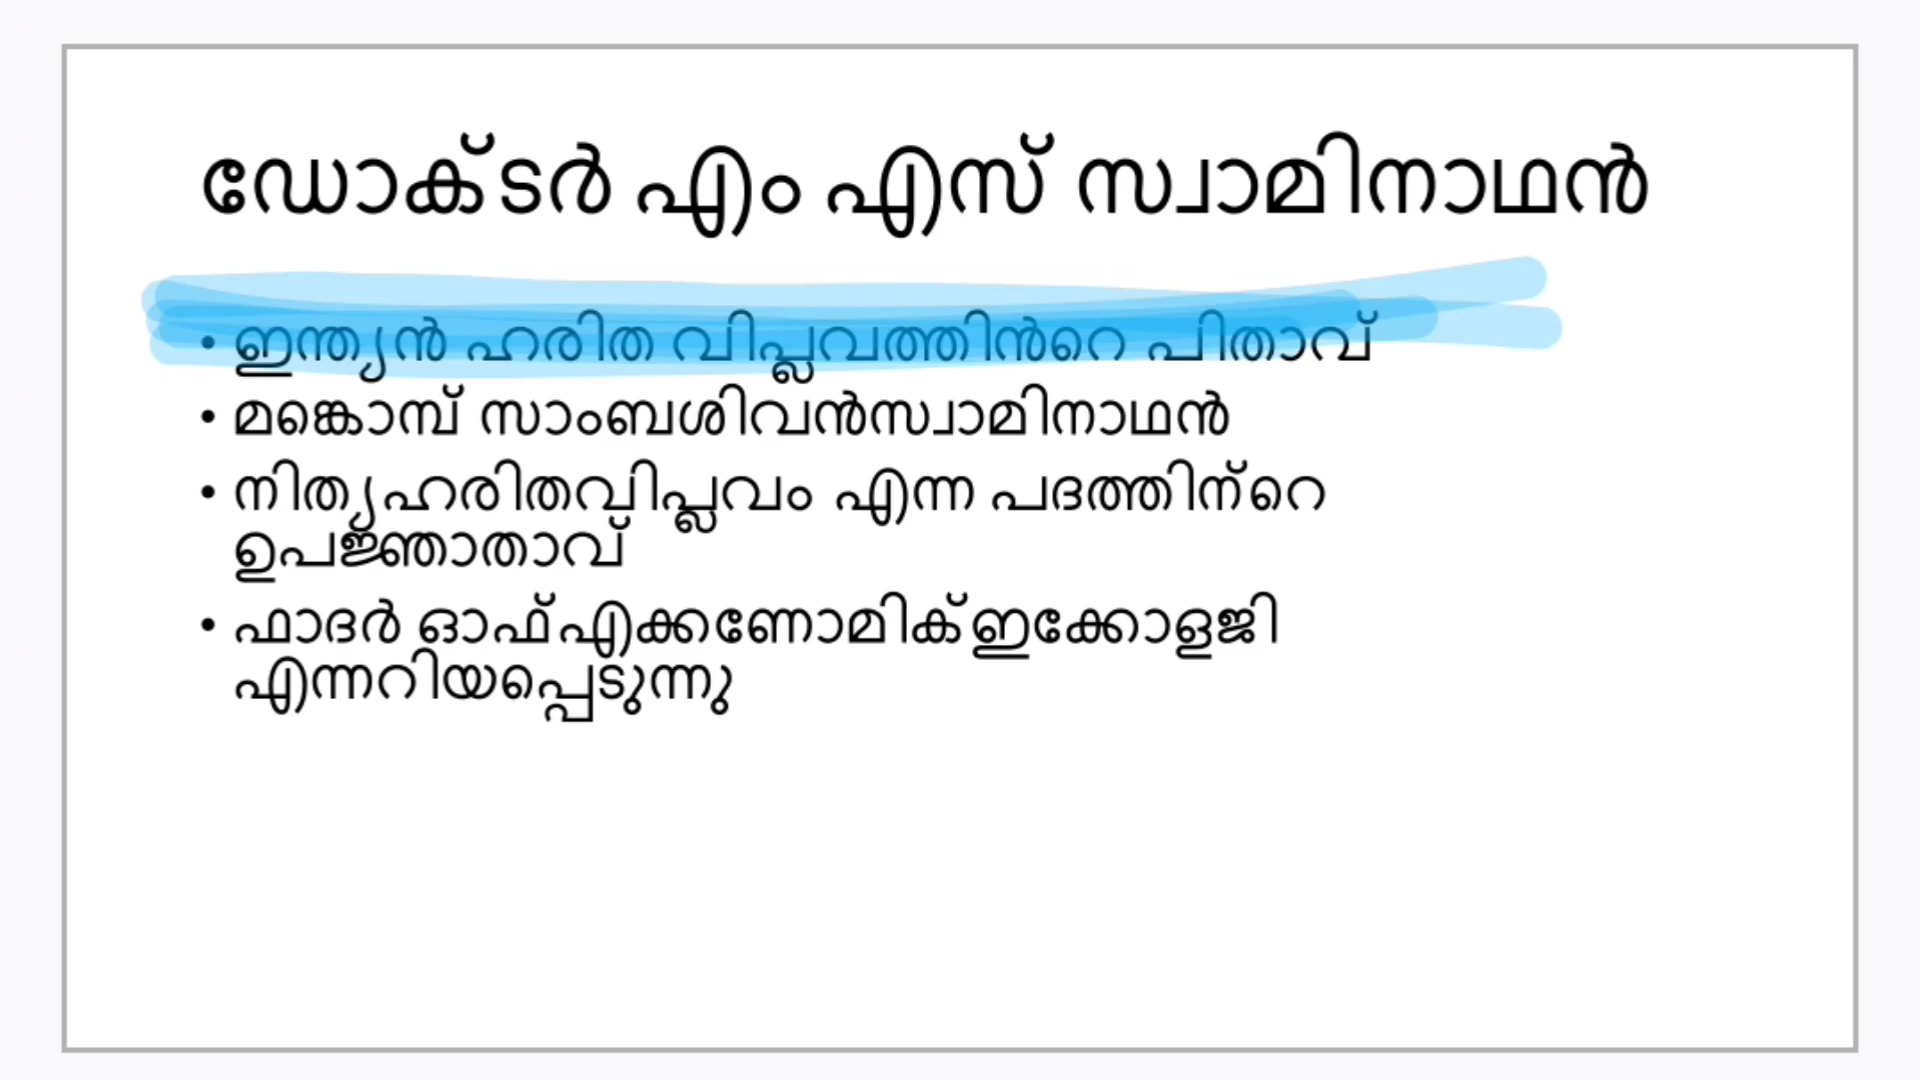 ഡോക്ടർ എം എസ് സ്വാമിനാഥൻ
• ഇന്ത്യൻ ഹരിത വിപ്ലവത്തിൻറെ പിതാവ്
• മങ്കൊമ്പ് സാംബശിവൻസ്വാമിനാഥൻ
• നിത്യഹരിതവിപ്ലവം എന്ന പദത്തിന്റെ
ഉപജ്ഞാതാവ്
• ഫാദർ ഓഫ് എക്കണോമിക് ഇക്കോളജി
എന്നറിയപ്പെടുന്നു